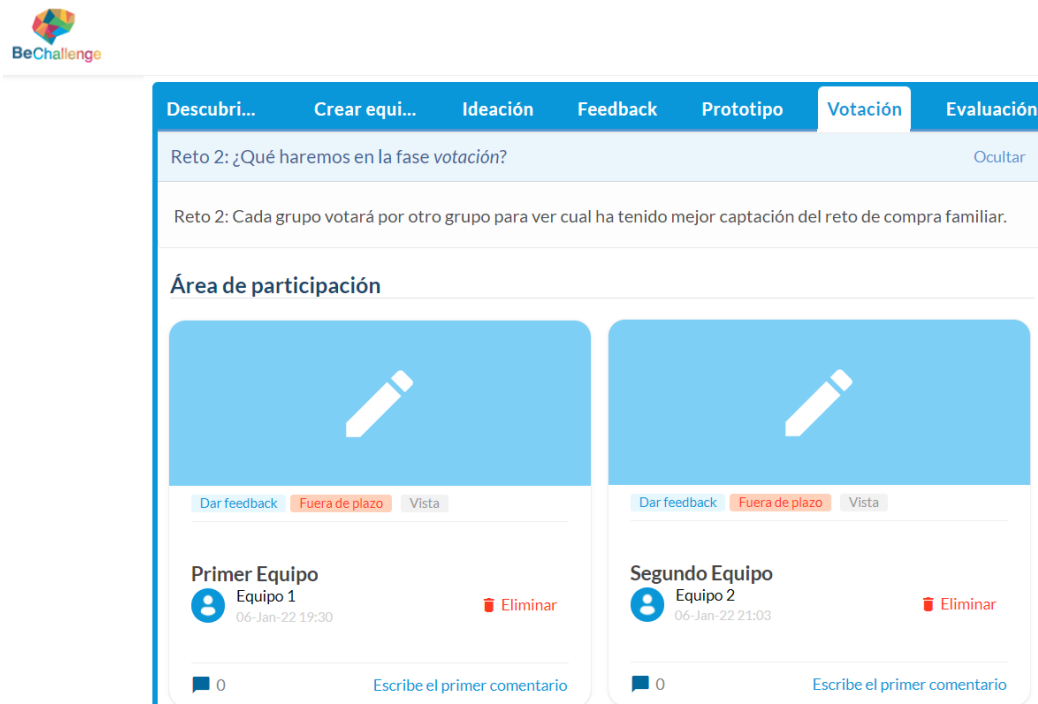 BeChallenge
Descubri... Crear equi... Ideación Feedback Prototipo Votación Evaluación
Reto 2: ¿Qué haremos en la fase votación? Ocultar
Reto 2: Cada grupo votará por otro grupo para ver cual ha tenido mejor captación del reto de compra familiar.
Área de participación
Dar feedback Fuera de plazo Vista
Primer Equipo
Equipo 1
06-Jan-22 19:30
Eliminar
0 Escribe el primer comentario
Dar feedback Fuera de plazo Vista
Segundo Equipo
Equipo 2
06-Jan-22 21:03
Eliminar
0 Escribe el primer comentario